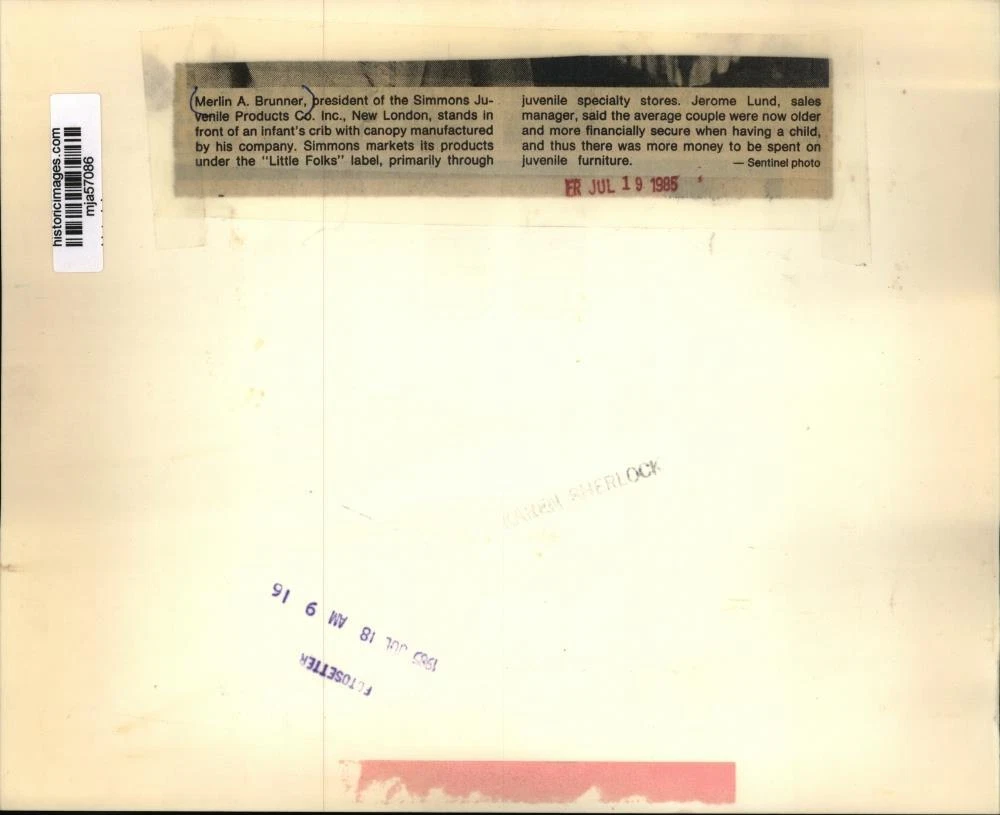 historicimages.com
mja57086
Merlin A. Brunner, president of the Simmons Ju-
venile Products Co. Inc., New London, stands in
front of an infant's crib with canopy manufactured
by his company. Simmons markets its products
under the "Little Folks" label, primarily through
juvenile specialty stores. Jerome Lund, sales
manager, said the average couple were now older
and more financially secure when having a child,
and thus there was more money to be spent on
juvenile furniture. — Sentinel photo
FR JUL 19 1985
KAREN SHERLOCK
1985 JUL 18 AM 9 16
FOTOSETTER